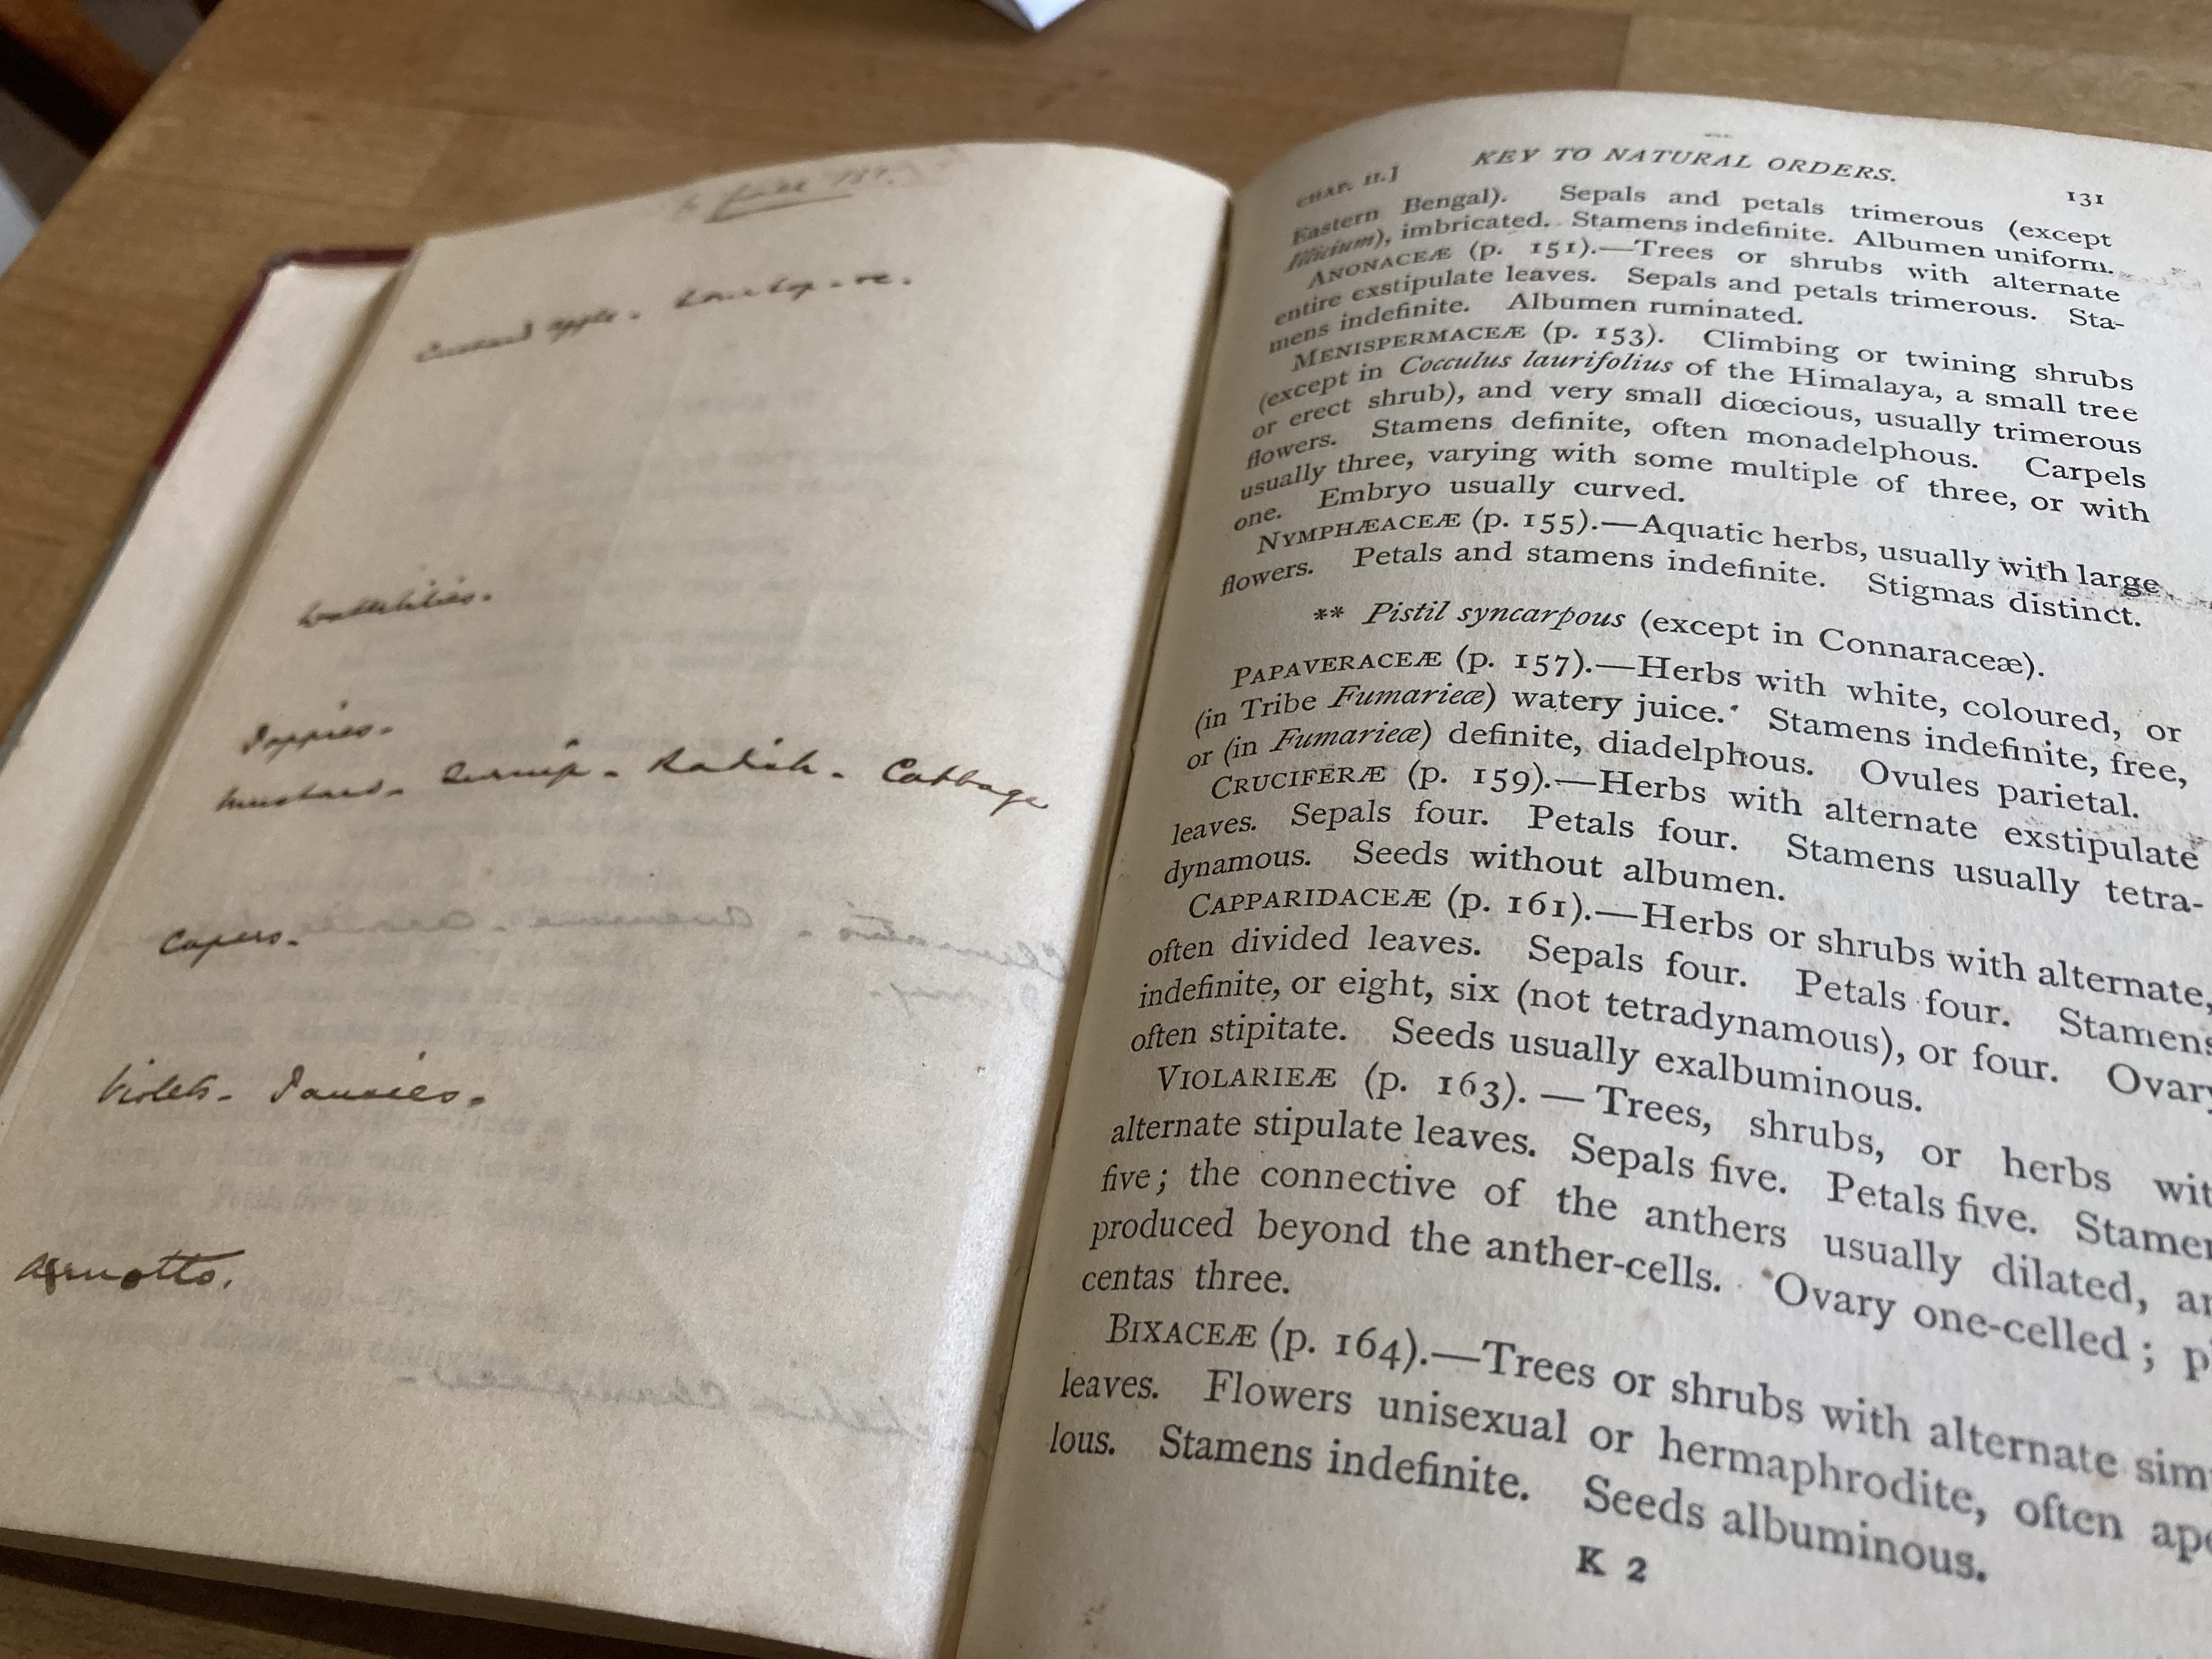 to face 131.
Custard apple.
Waterlilies.
Poppies.
Mustard. Turnip. Radish. Cabbage
Capers.
Violets. Pansies.
Arnotto.
CHAP. II.] KEY TO NATURAL ORDERS. 131
Eastern Bengal). Sepals and petals trimerous (except
Illicium), imbricated. Stamens indefinite. Albumen uniform.
ANONACEÆ (p. 151).—Trees or shrubs with alternate
entire exstipulate leaves. Sepals and petals trimerous. Sta-
mens indefinite. Albumen ruminated.
MENISPERMACEÆ (p. 153). Climbing or twining shrubs
(except in Cocculus laurifolius of the Himalaya, a small tree
or erect shrub), and very small diœcious, usually trimerous
flowers. Stamens definite, often monadelphous. Carpels
usually three, varying with some multiple of three, or with
one. Embryo usually curved.
NYMPHÆACEÆ (p. 155).—Aquatic herbs, usually with large
flowers. Petals and stamens indefinite. Stigmas distinct.
** Pistil syncarpous (except in Connaraceæ).
PAPAVERACEÆ (p. 157).—Herbs with white, coloured, or
(in Tribe Fumarieæ) watery juice. Stamens indefinite, free,
or (in Fumarieæ) definite, diadelphous. Ovules parietal.
CRUCIFERÆ (p. 159).—Herbs with alternate exstipulate
leaves. Sepals four. Petals four. Stamens usually tetra-
dynamous. Seeds without albumen.
CAPPARIDACEÆ (p. 161).—Herbs or shrubs with alternate,
often divided leaves. Sepals four. Petals four. Stamens
indefinite, or eight, six (not tetradynamous), or four. Ovary
often stipitate. Seeds usually exalbuminous.
VIOLARIEÆ (p. 163).—Trees, shrubs, or herbs wit
alternate stipulate leaves. Sepals five. Petals five. Stamen
five; the connective of the anthers usually dilated, an
produced beyond the anther-cells. Ovary one-celled; pl
centas three.
BIXACEÆ (p. 164).—Trees or shrubs with alternate sim
leaves. Flowers unisexual or hermaphrodite, often ape
lous. Stamens indefinite. Seeds albuminous.
K 2